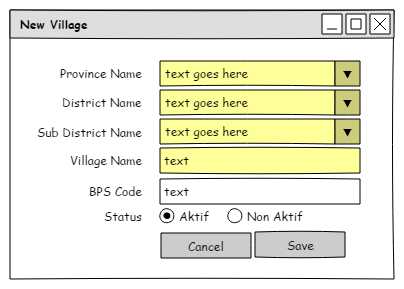 New Village
Province Name text goes here
District Name text goes here
Sub District Name text goes here
Village Name text
BPS Code text
Status Aktif Non Aktif
Cancel Save